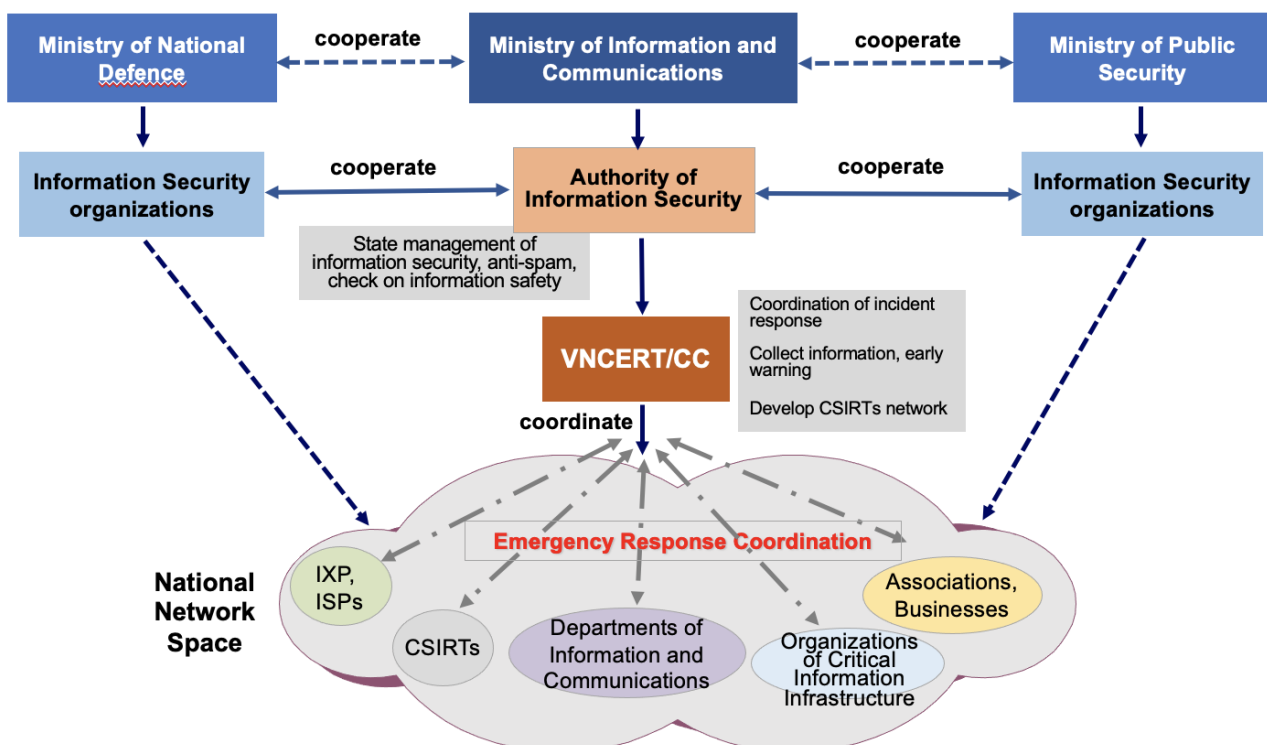 Ministry of National
Defence
cooperate
Ministry of Information and
Communications
cooperate
Ministry of Public
Security
Information Security
organizations
cooperate
Authority of
Information Security
cooperate
Information Security
organizations
State management of
information security, anti-spam,
check on information safety
VNCERT/CC
Coordination of incident
response
Collect information, early
warning
Develop CSIRTs network
coordinate
Emergency Response Coordination
National
Network
Space
IXP,
ISPs
CSIRTs
Departments of
Information and
Communications
Organizations
of Critical
Information
Infrastructure
Associations,
Businesses